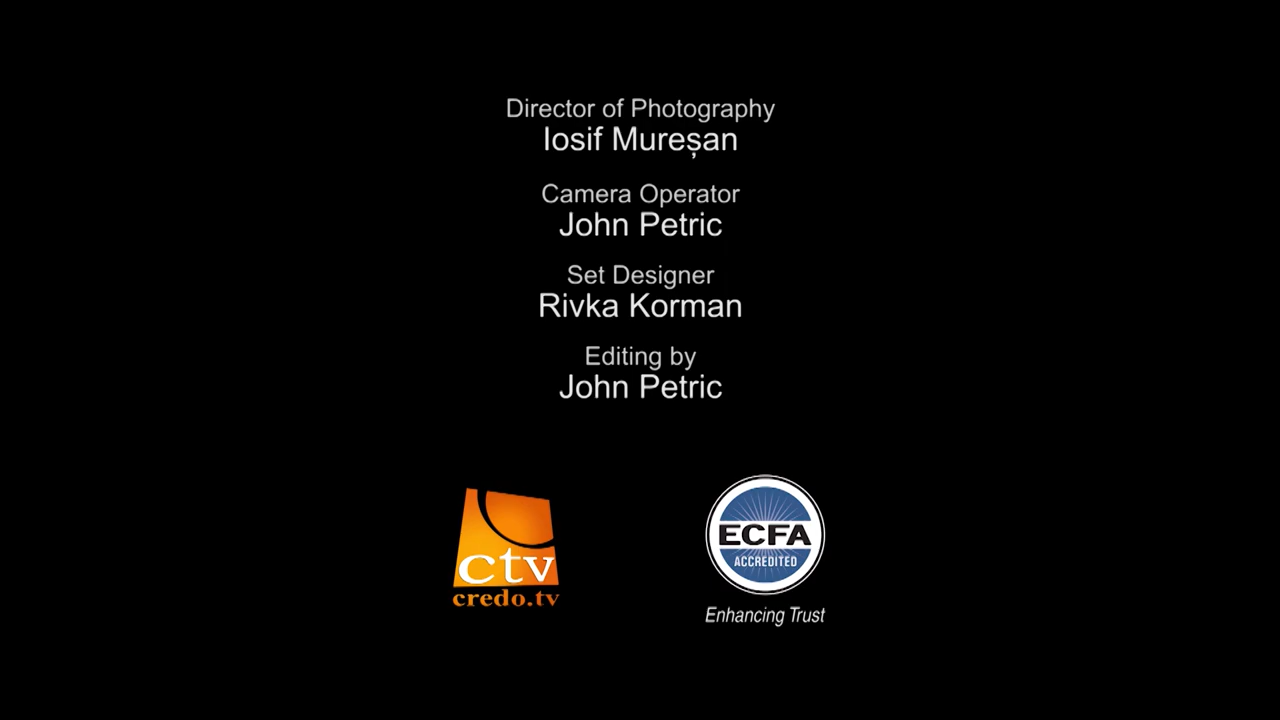 Director of Photography
Iosif Mureșan
Camera Operator
John Petric
Set Designer
Rivka Korman
Editing by
John Petric
ctv
credo.tv
ECFA
ACCREDITED
Enhancing Trust